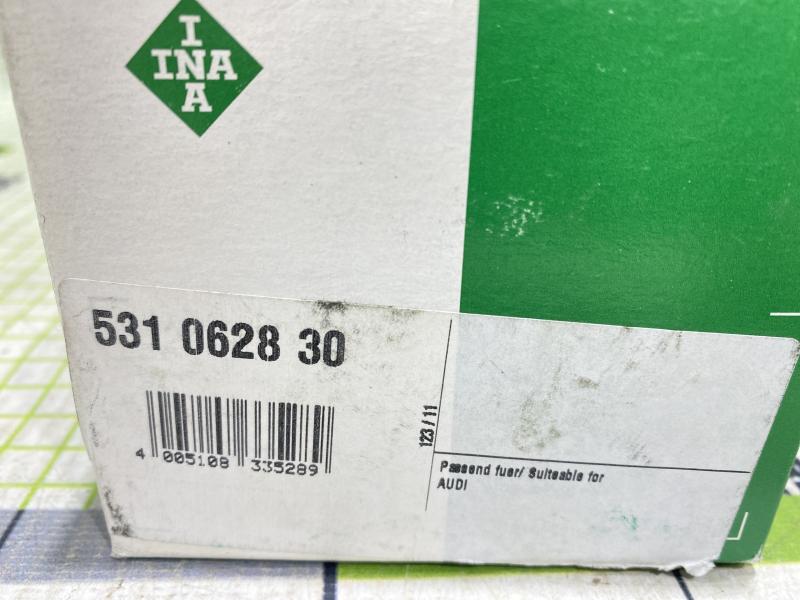 I
INA
A
531 0628 30
123 / 11
4 005108 335289
Passend fuer/ Suiteable for
AUDI